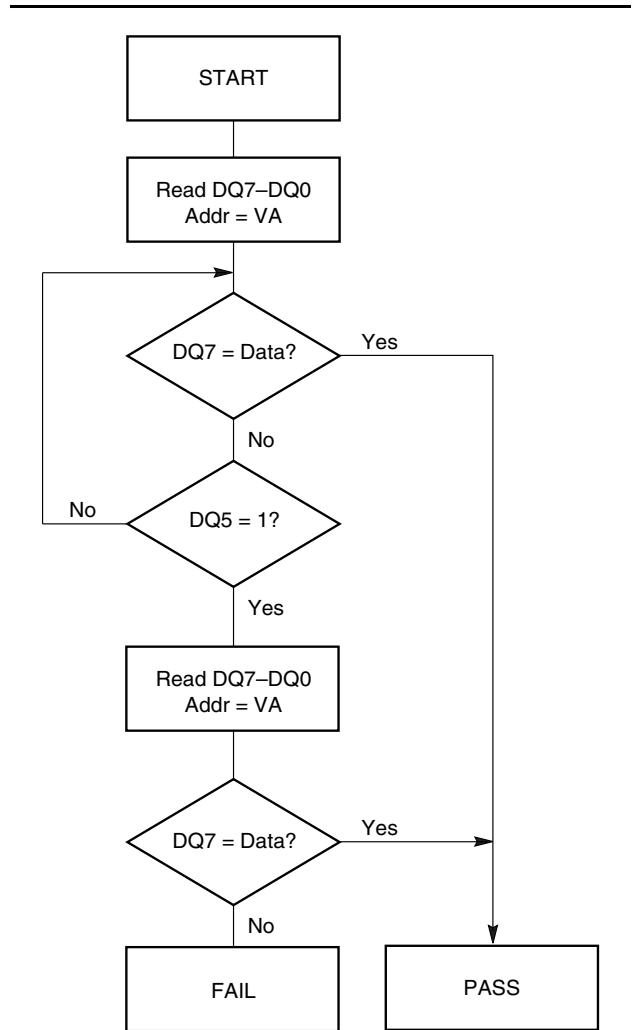 START
Read DQ7–DQ0
Addr = VA
DQ7 = Data?
Yes
No
No
DQ5 = 1?
Yes
Read DQ7–DQ0
Addr = VA
DQ7 = Data?
Yes
No
FAIL
PASS